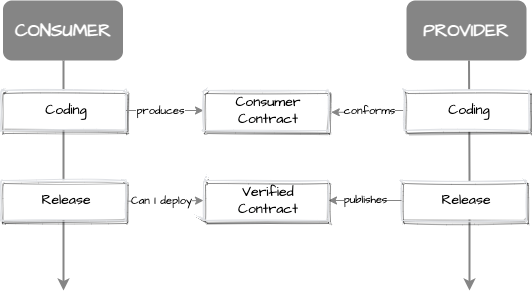 CONSUMER
PROVIDER
Coding
produces
Consumer
Contract
conforms
Coding
Release
Can I deploy
Verified
Contract
publishes
Release